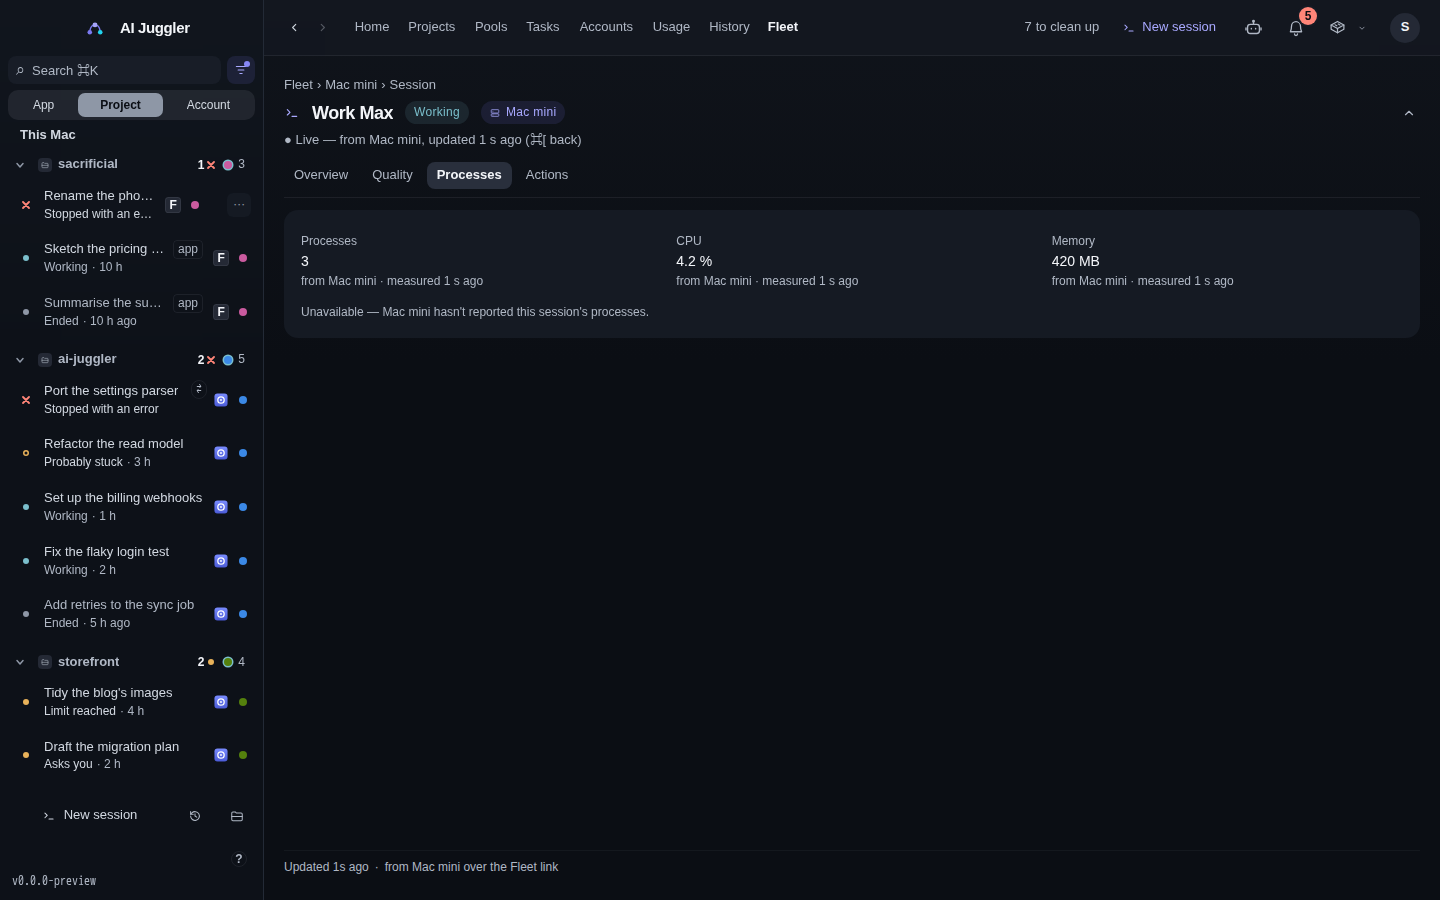 AI Juggler
Search ⌘K
App Project Account
This Mac
sacrificial 1 3
Rename the pho…
Stopped with an e… F
Sketch the pricing … app
Working · 10 h F
Summarise the su… app
Ended · 10 h ago F
ai-juggler 2 5
Port the settings parser
Stopped with an error
Refactor the read model
Probably stuck · 3 h
Set up the billing webhooks
Working · 1 h
Fix the flaky login test
Working · 2 h
Add retries to the sync job
Ended · 5 h ago
storefront 2 4
Tidy the blog's images
Limit reached · 4 h
Draft the migration plan
Asks you · 2 h
New session
?
v0.0.0-preview
Home Projects Pools Tasks Accounts Usage History Fleet 7 to clean up New session 5 S
Fleet › Mac mini › Session
Work Max Working Mac mini
● Live — from Mac mini, updated 1 s ago (⌘[ back)
Overview Quality Processes Actions
Processes CPU Memory
3 4.2 % 420 MB
from Mac mini · measured 1 s ago from Mac mini · measured 1 s ago from Mac mini · measured 1 s ago
Unavailable — Mac mini hasn't reported this session's processes.
Updated 1s ago · from Mac mini over the Fleet link